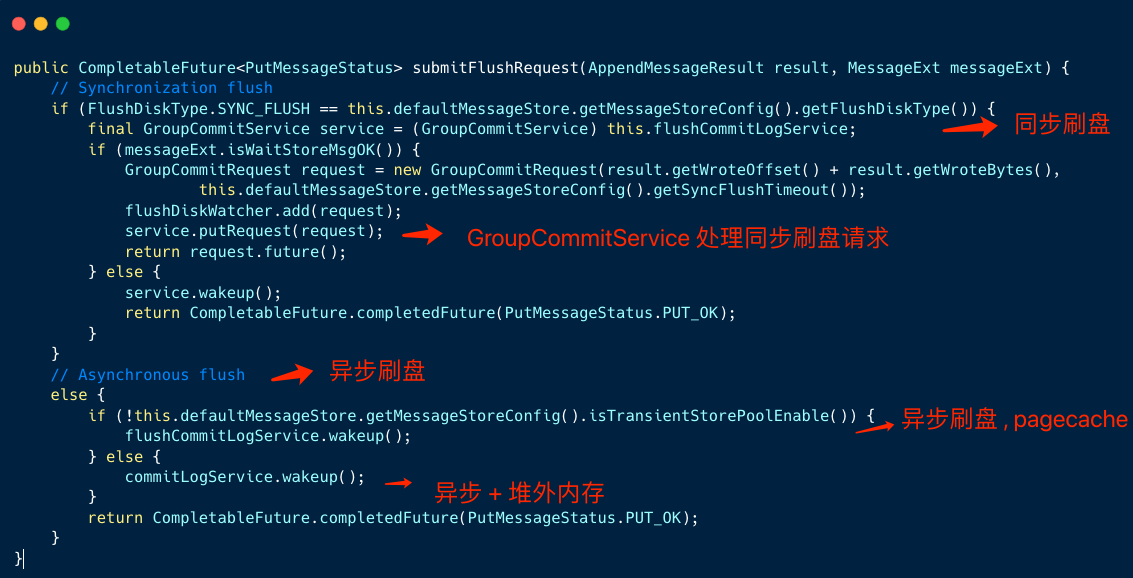 public CompletableFuture<PutMessageStatus> submitFlushRequest(AppendMessageResult result, MessageExt messageExt) {
    // Synchronization flush
    if (FlushDiskType.SYNC_FLUSH == this.defaultMessageStore.getMessageStoreConfig().getFlushDiskType()) {
        final GroupCommitService service = (GroupCommitService) this.flushCommitLogService; 同步刷盘
        if (messageExt.isWaitStoreMsgOK()) {
            GroupCommitRequest request = new GroupCommitRequest(result.getWroteOffset() + result.getWroteBytes(),
                    this.defaultMessageStore.getMessageStoreConfig().getSyncFlushTimeout());
            flushDiskWatcher.add(request);
            service.putRequest(request); GroupCommitService 处理同步刷盘请求
            return request.future();
        } else {
            service.wakeup();
            return CompletableFuture.completedFuture(PutMessageStatus.PUT_OK);
        }
    }
    // Asynchronous flush 异步刷盘
    else {
        if (!this.defaultMessageStore.getMessageStoreConfig().isTransientStorePoolEnable()) { 异步刷盘 , pagecache
            flushCommitLogService.wakeup();
        } else {
            commitLogService.wakeup(); 异步 + 堆外内存
        }
        return CompletableFuture.completedFuture(PutMessageStatus.PUT_OK);
    }
}